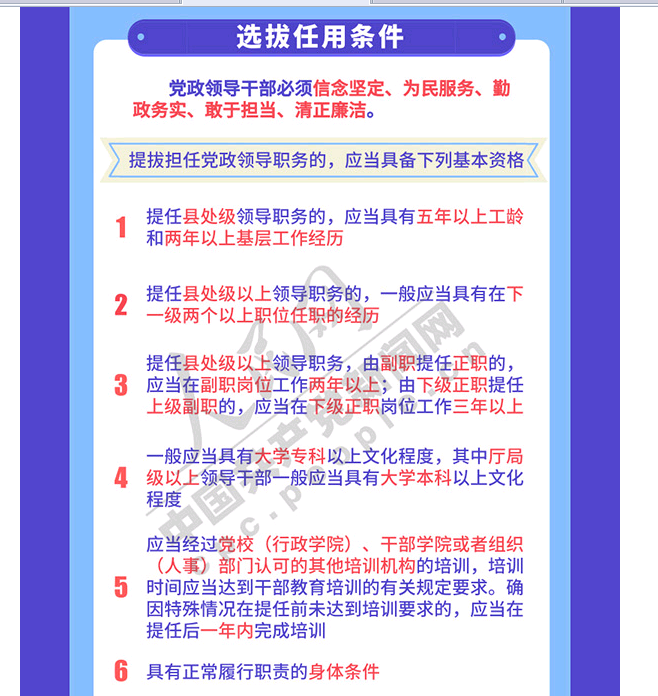 选拔任用条件
党政领导干部必须信念坚定、为民服务、勤
政务实、敢于担当、清正廉洁。
提拔担任党政领导职务的，应当具备下列基本资格
1
提任县处级领导职务的，应当具有五年以上工龄
和两年以上基层工作经历
2
提任县处级以上领导职务的，一般应当具有在下
一级两个以上职位任职的经历
3
提任县处级以上领导职务，由副职提任正职的，
应当在副职岗位工作两年以上；由下级正职提任
上级副职的，应当在下级正职岗位工作三年以上
4
一般应当具有大学专科以上文化程度，其中厅局
级以上领导干部一般应当具有大学本科以上文化
程度
5
应当经过党校（行政学院）、干部学院或者组织
（人事）部门认可的其他培训机构的培训，培训
时间应当达到干部教育培训的有关规定要求。确
因特殊情况在提任前未达到培训要求的，应当在
提任后一年内完成培训
6
具有正常履行职责的身体条件
人民网
中国共产党新闻网
cpc.people.cn